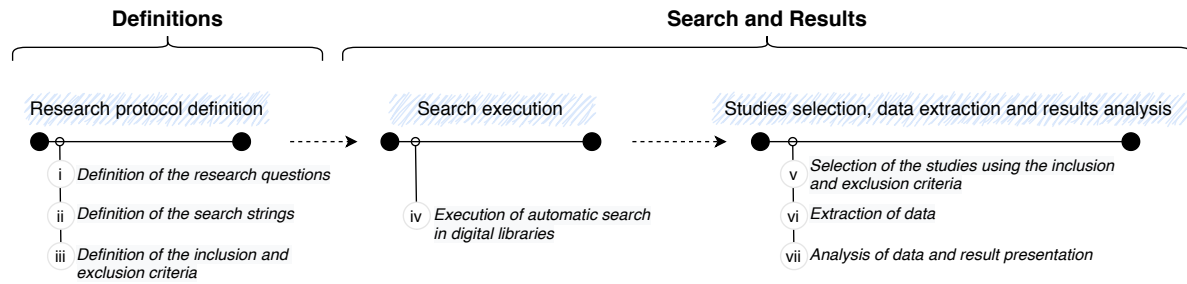 Definitions
Search and Results
Research protocol definition
Search execution
Studies selection, data extraction and results analysis
i
Definition of the research questions
ii
Definition of the search strings
iii
Definition of the inclusion and
exclusion criteria
iv
Execution of automatic search
in digital libraries
v
Selection of the studies using the inclusion
and exclusion criteria
vi
Extraction of data
vii
Analysis of data and result presentation